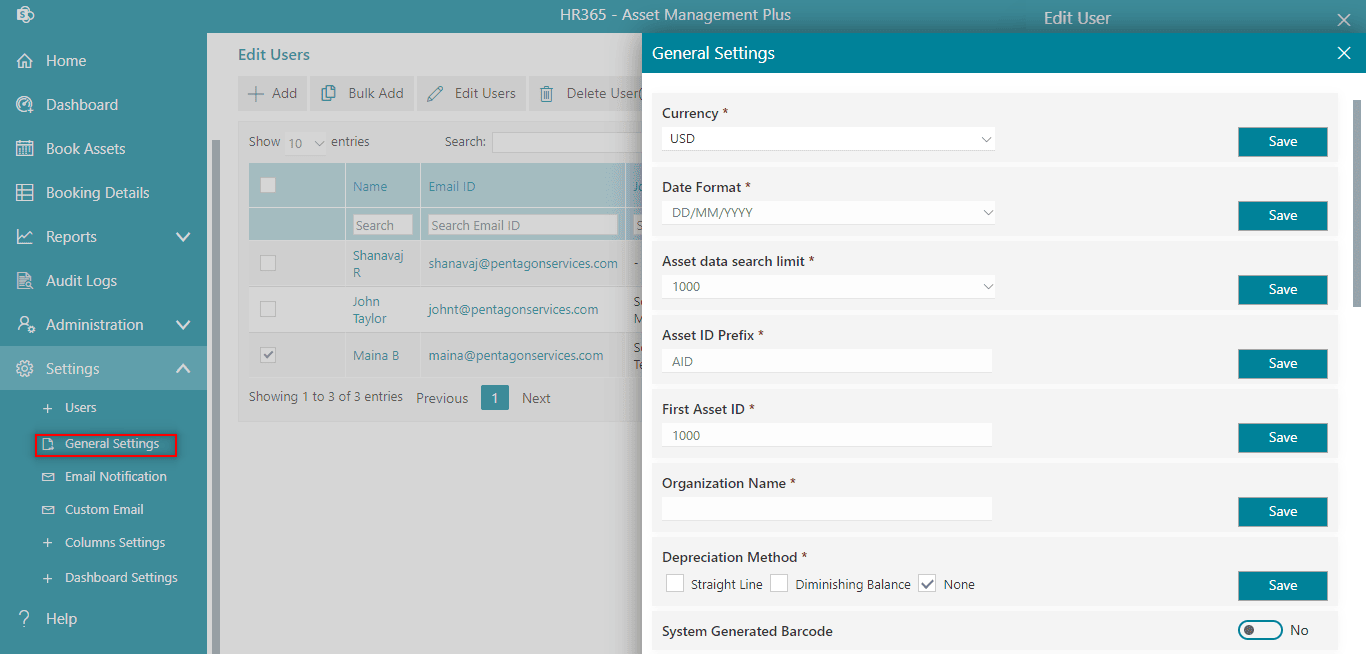 HR365 - Asset Management Plus
Edit User
Home
Dashboard
Book Assets
Booking Details
Reports
Audit Logs
Administration
Settings
Users
General Settings
Email Notification
Custom Email
Columns Settings
Dashboard Settings
Help
Edit Users
Add Bulk Add Edit Users Delete User(
Show 10 entries Search:
Name Email ID
Search Search Email ID
Shanavaj R shanavaj@pentagonservices.com -
John Taylor johnt@pentagonservices.com
Maina B maina@pentagonservices.com
Showing 1 to 3 of 3 entries Previous 1 Next
General Settings
Currency *
USD Save
Date Format *
DD/MM/YYYY Save
Asset data search limit *
1000 Save
Asset ID Prefix *
AID Save
First Asset ID *
1000 Save
Organization Name *
Save
Depreciation Method *
Straight Line Diminishing Balance None Save
System Generated Barcode No